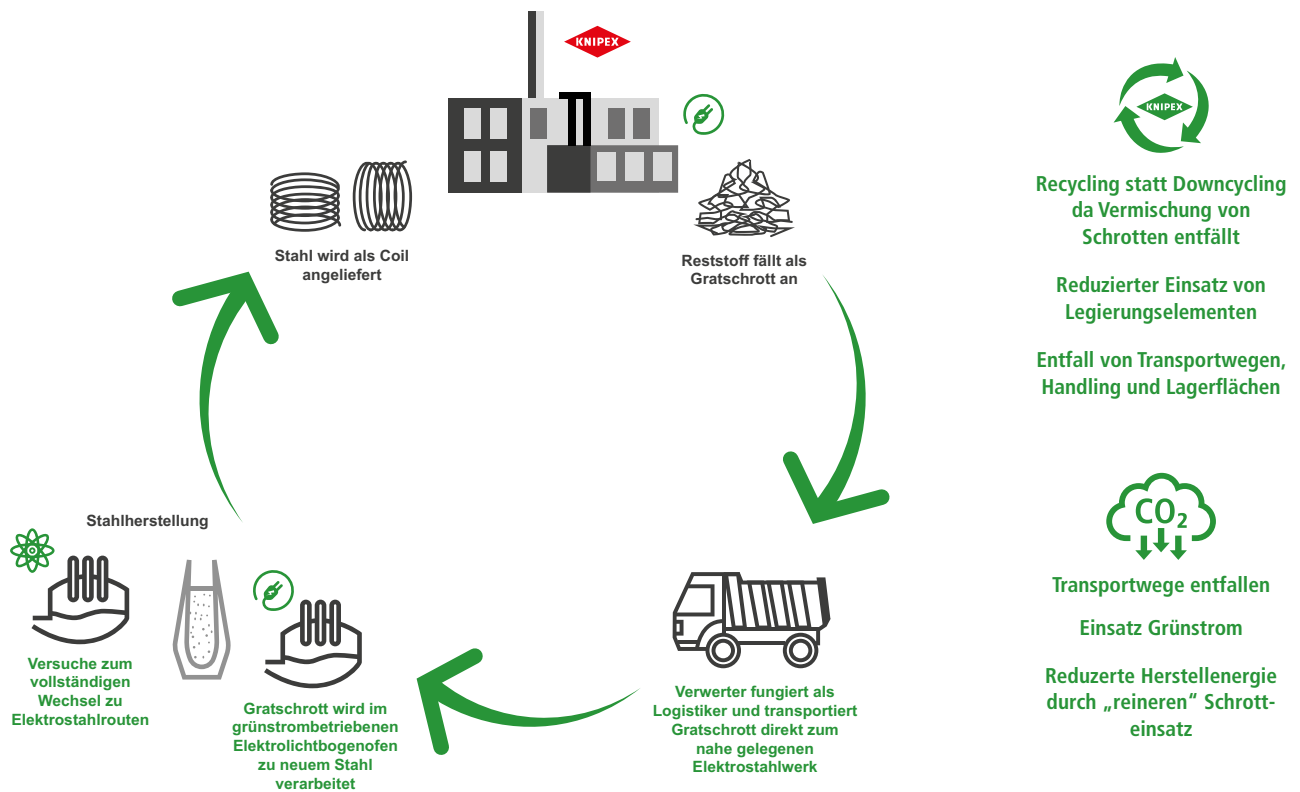 KNIPEX
Stahl wird als Coil
angeliefert
Reststoff fällt als
Gratschrott an
Verwerter fungiert als
Logistiker und transportiert
Gratschrott direkt zum
nahe gelegenen
Elektrostahlwerk
Stahlherstellung
Versuche zum
vollständigen
Wechsel zu
Elektrostahlrouten
Gratschrott wird im
grünstrombetriebenen
Elektrolichtbogenofen
zu neuem Stahl
verarbeitet
KNIPEX
Recycling statt Downcycling
da Vermischung von
Schrotten entfällt
Reduzierter Einsatz von
Legierungselementen
Entfall von Transportwegen,
Handling und Lagerflächen
CO₂
Transportwege entfallen
Einsatz Grünstrom
Reduzerte Herstellenergie
durch „reineren“ Schrott-
einsatz